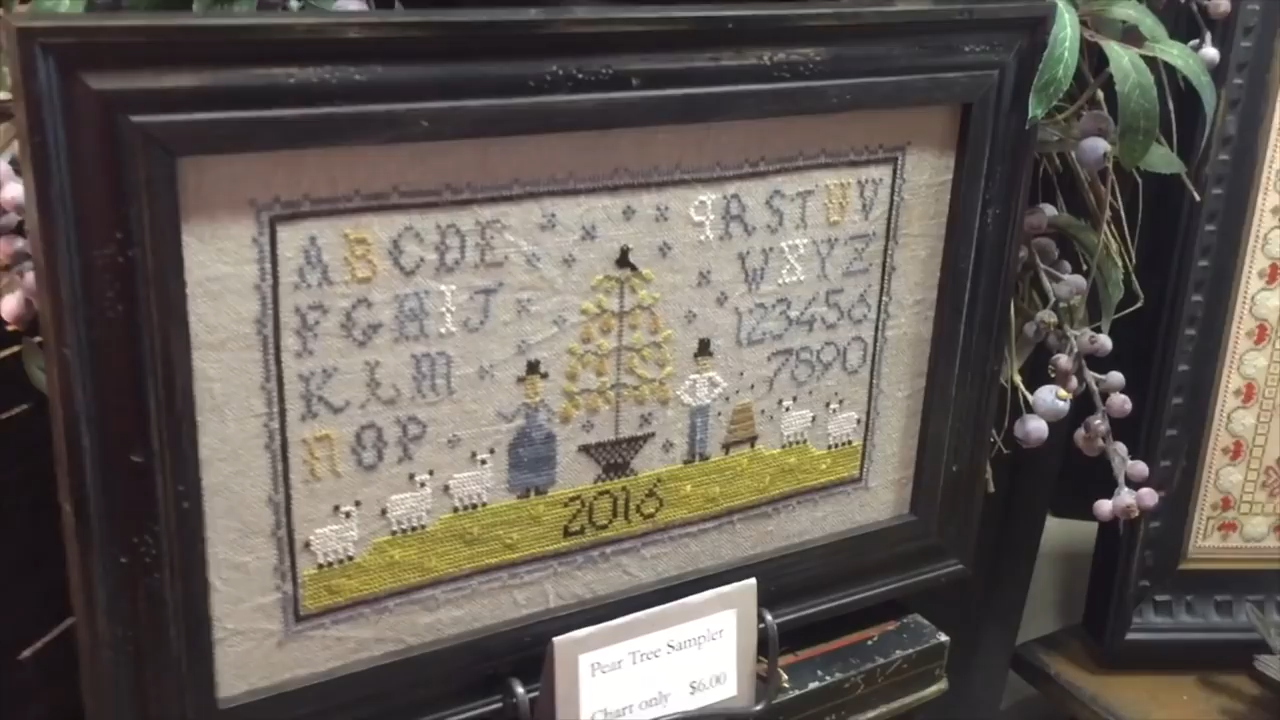 ABCDE
FGHIJ
KLM
nOP
qRSTUV
WXYZ
123456
7890
2016
Pear Tree Sampler
Chart only $6.00